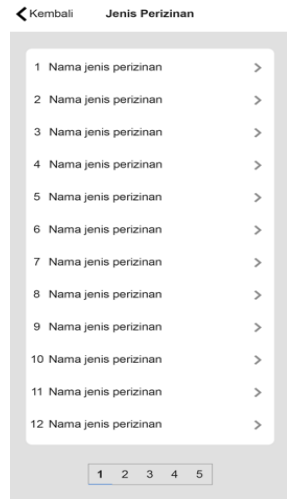 Kembali Jenis Perizinan
1 Nama jenis perizinan
2 Nama jenis perizinan
3 Nama jenis perizinan
4 Nama jenis perizinan
5 Nama jenis perizinan
6 Nama jenis perizinan
7 Nama jenis perizinan
8 Nama jenis perizinan
9 Nama jenis perizinan
10 Nama jenis perizinan
11 Nama jenis perizinan
12 Nama jenis perizinan
1 2 3 4 5